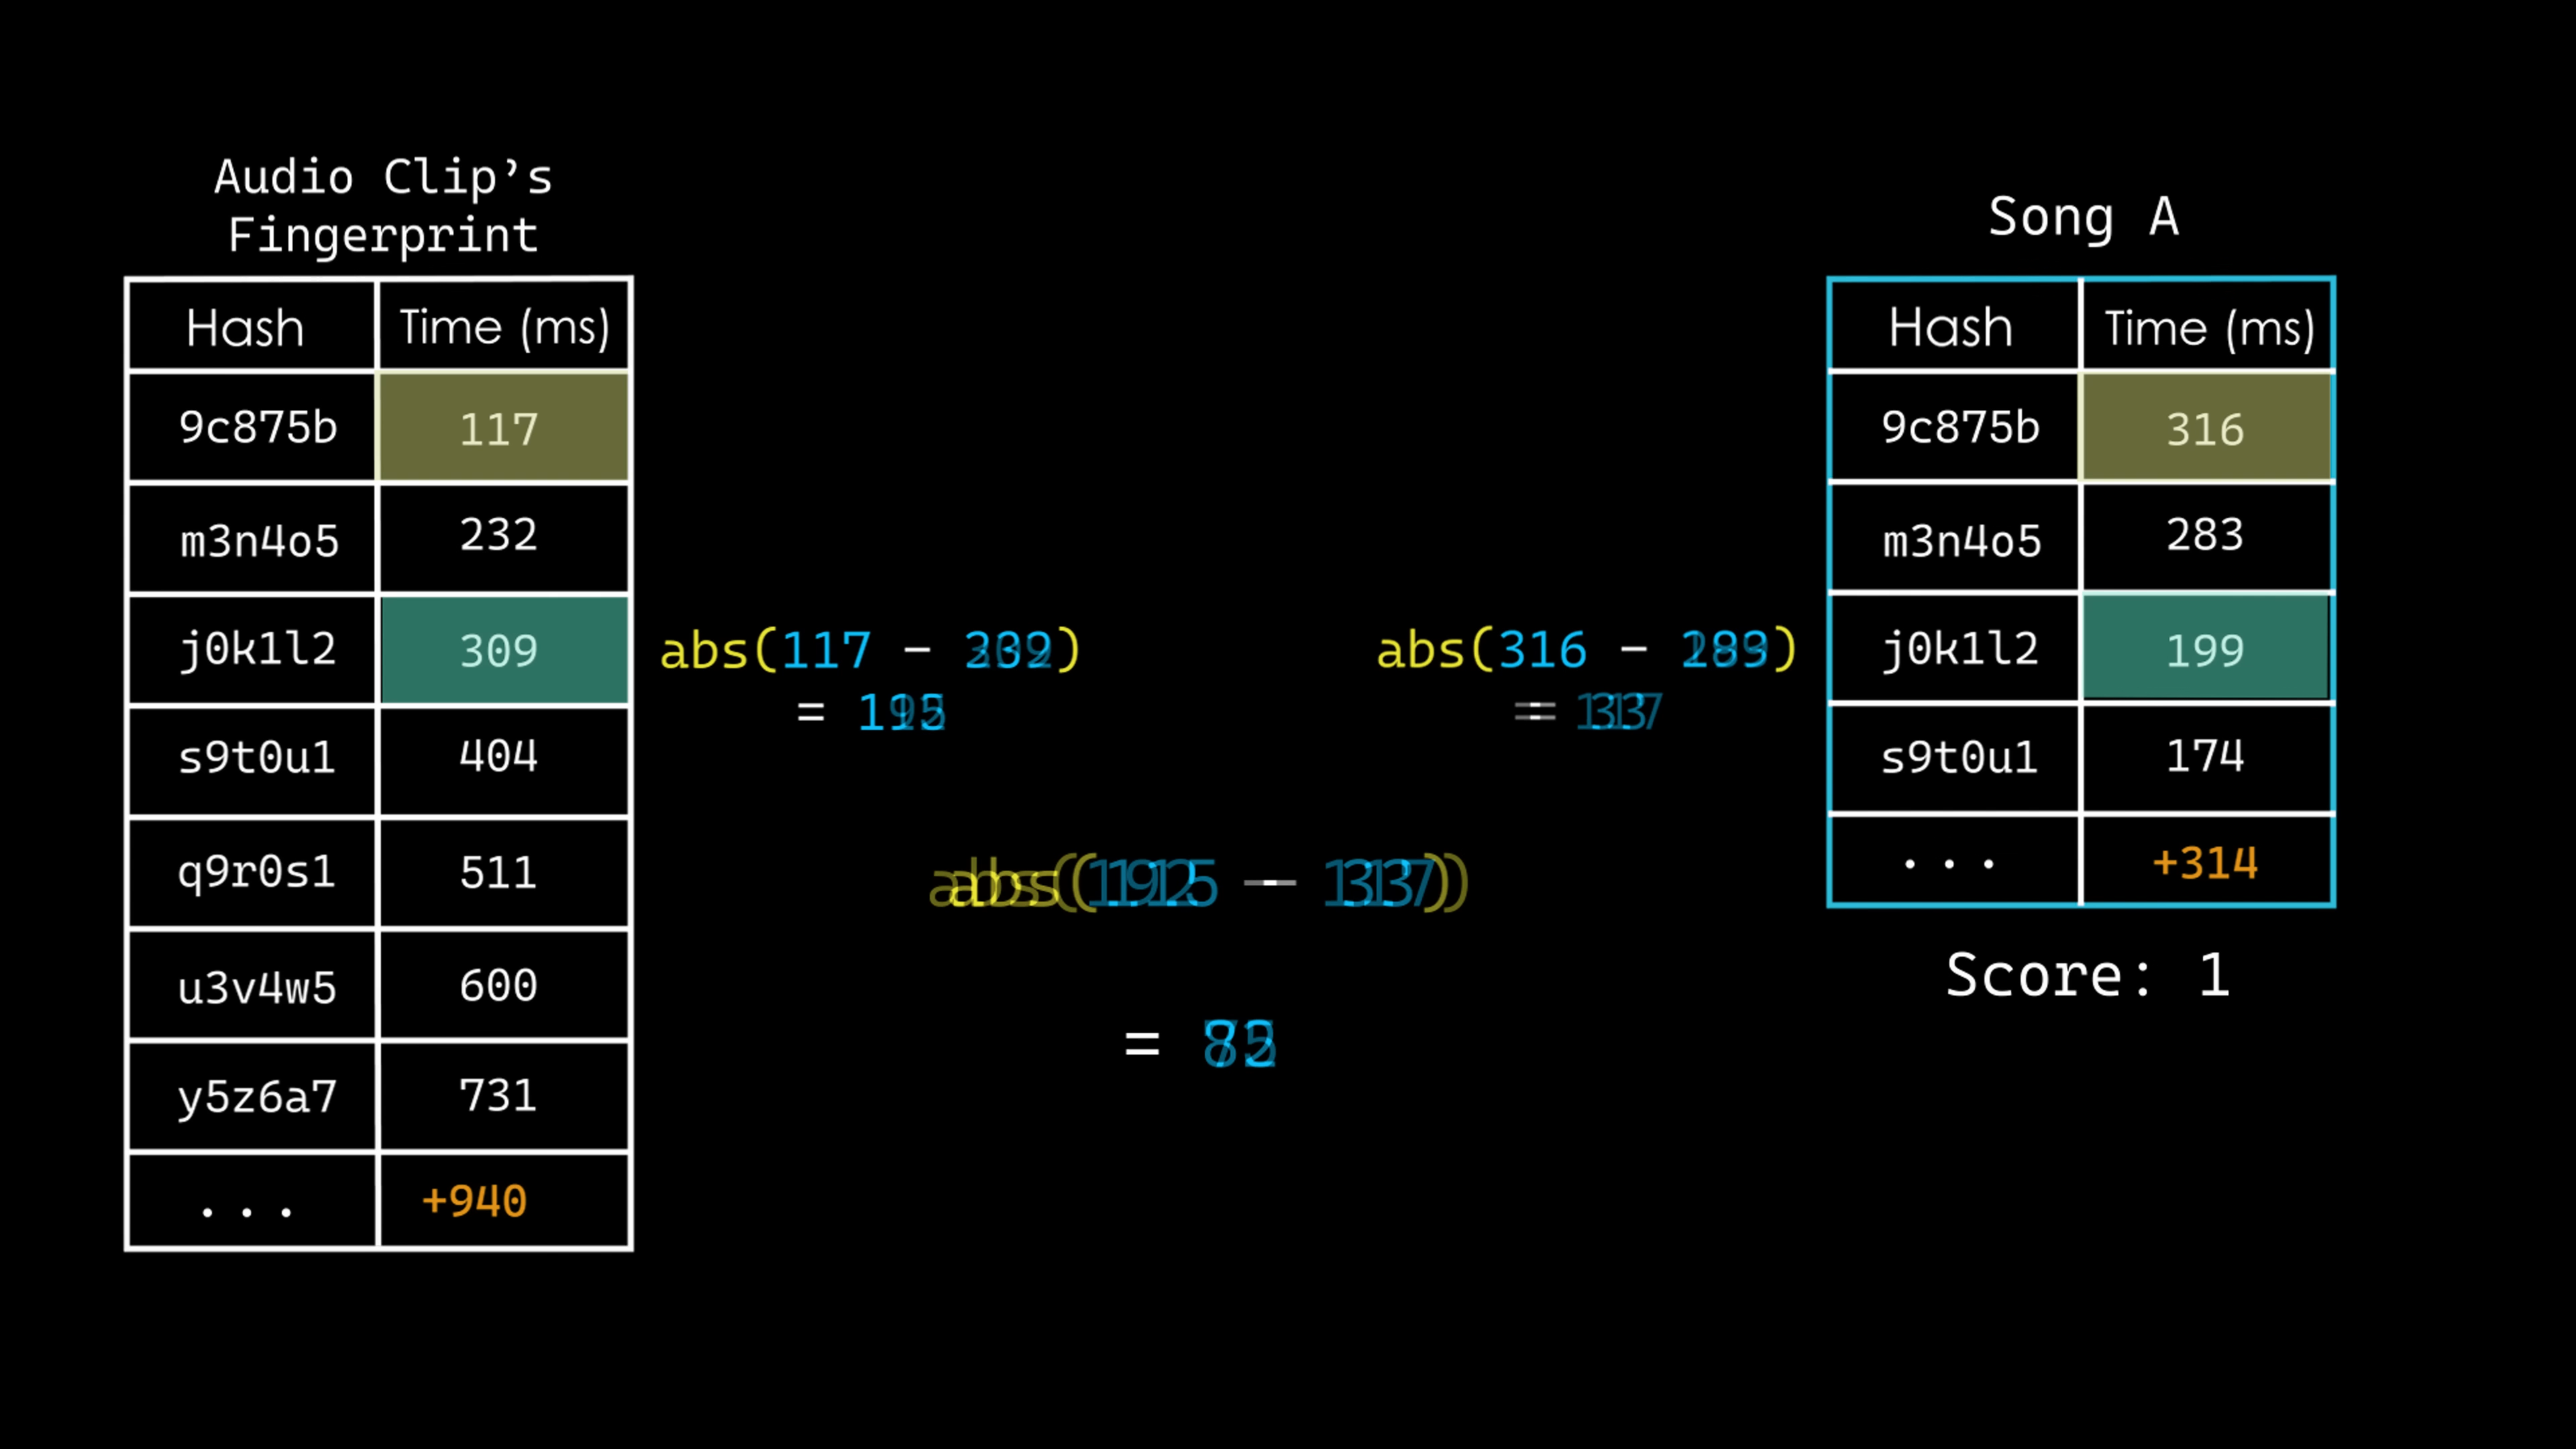 Audio Clip’s
Fingerprint
Hash Time (ms)
9c875b 117
m3n4o5 232
j0k1l2 309
s9t0u1 404
q9r0s1 511
u3v4w5 600
y5z6a7 731
... +940
abs(117 -
=
abs(316 -
=
abs(
=
Song A
Hash Time (ms)
9c875b 316
m3n4o5 283
j0k1l2 199
s9t0u1 174
... +314
Score: 1